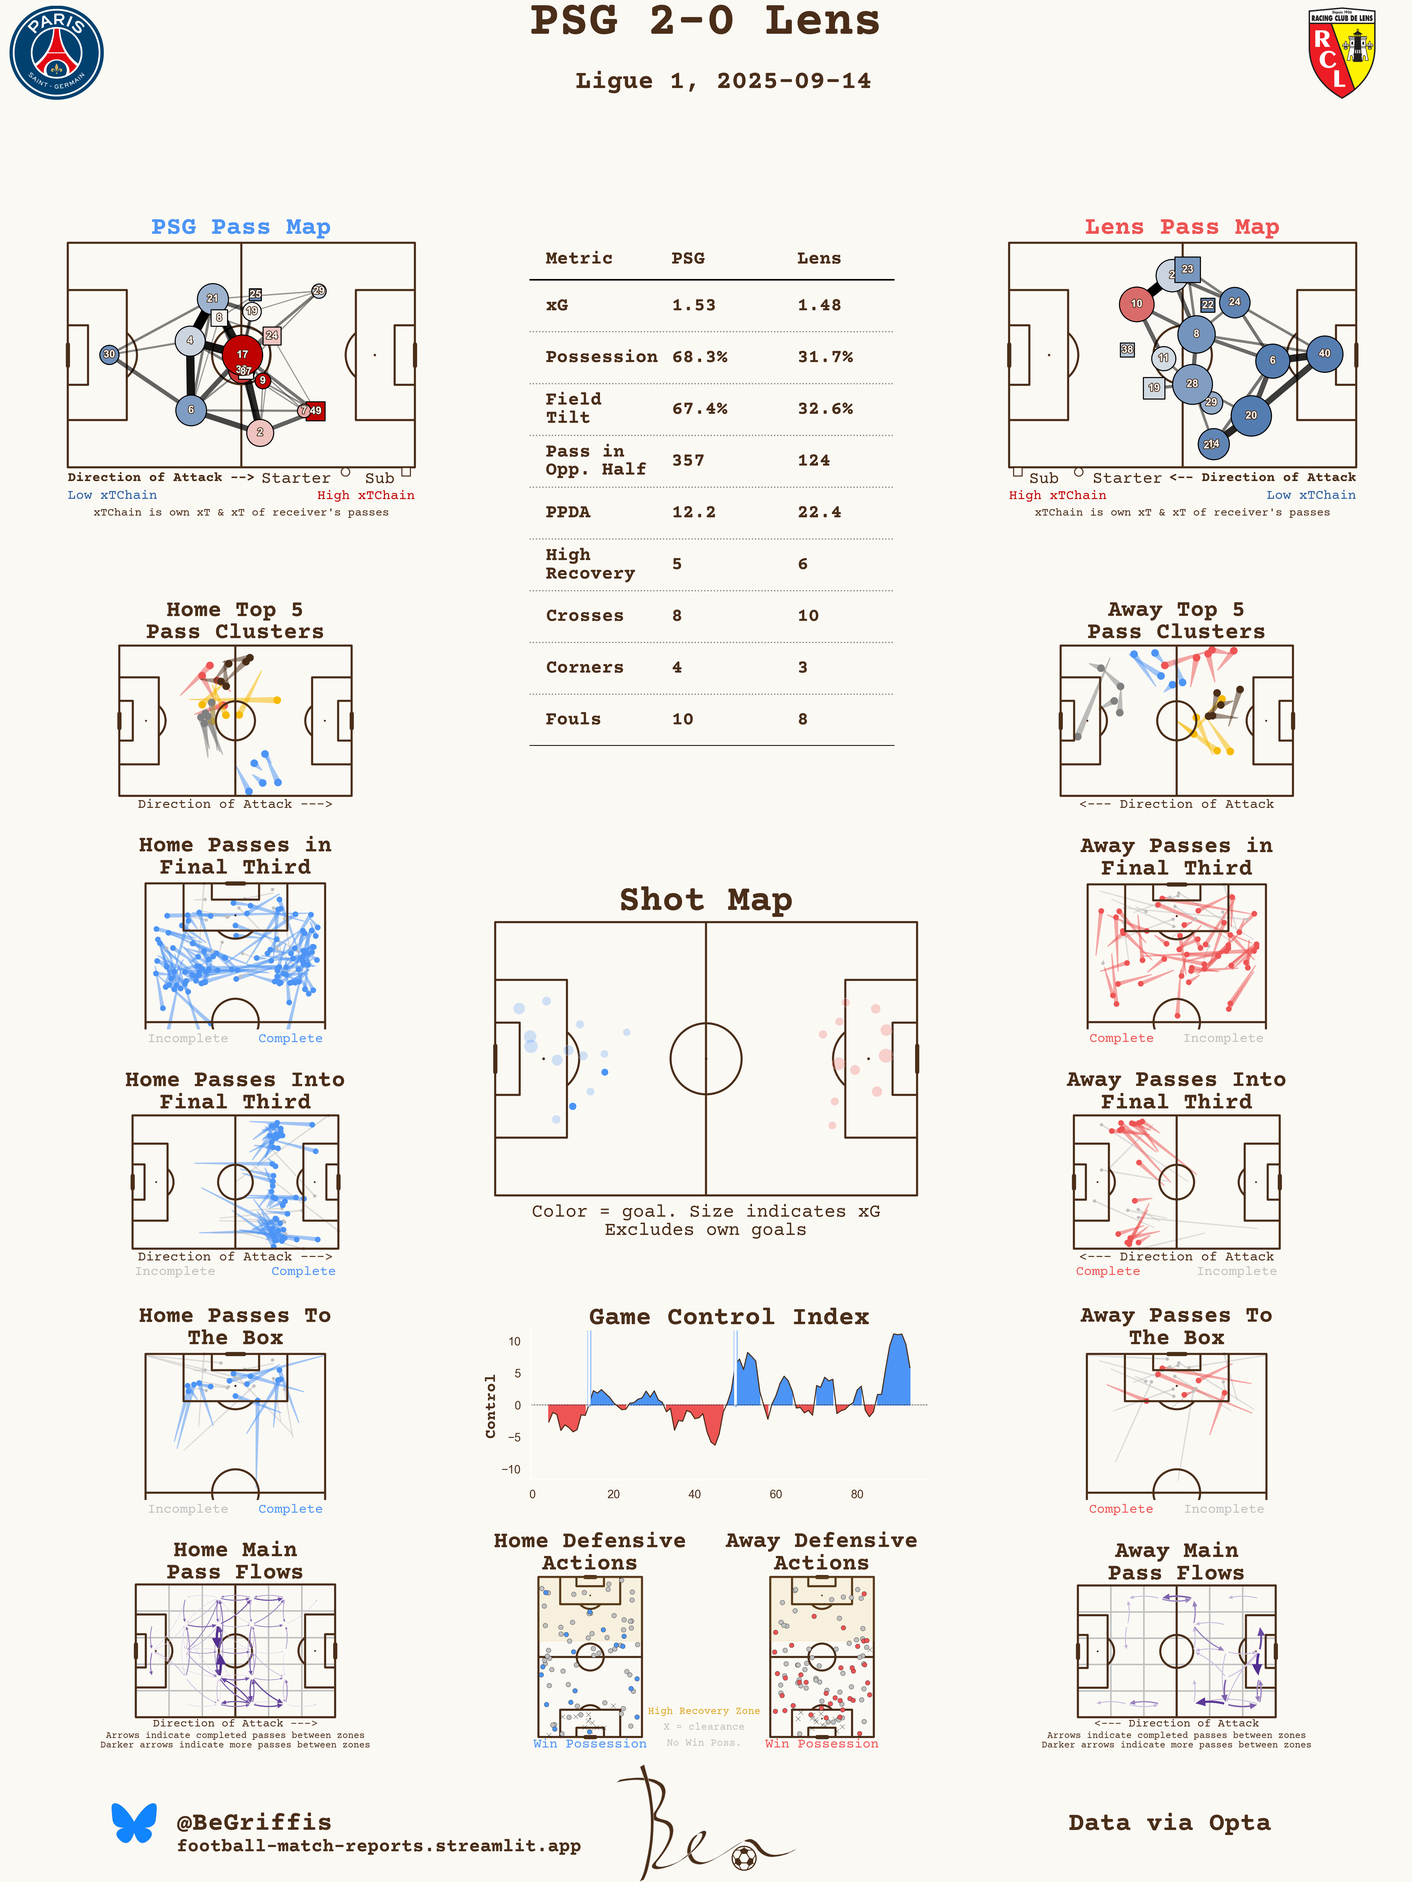 PSG 2-0 Lens
Ligue 1, 2025-09-14
PARIS
SAINT-GERMAIN
Depuis 1906
RACING CLUB DE LENS
R
C
L
PSG Pass Map
21
25
29
8
19
4
24
30
17
87
9
6
7
49
2
Direction of Attack -->
Starter
Sub
Low xTChain
High xTChain
xTChain is own xT & xT of receiver's passes
Metric PSG Lens
xG 1.53 1.48
Possession 68.3% 31.7%
Field
Tilt 67.4% 32.6%
Pass in
Opp. Half 357 124
PPDA 12.2 22.4
High
Recovery 5 6
Crosses 8 10
Corners 4 3
Fouls 10 8
Lens Pass Map
23
10
22
24
8
38
11
6
40
19
28
29
20
14
Sub
Starter
<-- Direction of Attack
High xTChain
Low xTChain
xTChain is own xT & xT of receiver's passes
Home Top 5
Pass Clusters
Direction of Attack --->
Away Top 5
Pass Clusters
<--- Direction of Attack
Home Passes in
Final Third
Incomplete
Complete
Away Passes in
Final Third
Complete
Incomplete
Shot Map
Color = goal. Size indicates xG
Excludes own goals
Home Passes Into
Final Third
Direction of Attack --->
Incomplete
Complete
Away Passes Into
Final Third
<--- Direction of Attack
Complete
Incomplete
Home Passes To
The Box
Incomplete
Complete
Game Control Index
Control
10
5
0
−5
−10
0
20
40
60
80
Away Passes To
The Box
Complete
Incomplete
Home Main
Pass Flows
Direction of Attack --->
Arrows indicate completed passes between zones
Darker arrows indicate more passes between zones
Home Defensive
Actions
Win Possession
Away Defensive
Actions
Win Possession
High Recovery Zone
X = clearance
No Win Poss.
Away Main
Pass Flows
<--- Direction of Attack
Arrows indicate completed passes between zones
Darker arrows indicate more passes between zones
@BeGriffis
football-match-reports.streamlit.app
Ben
Data via Opta